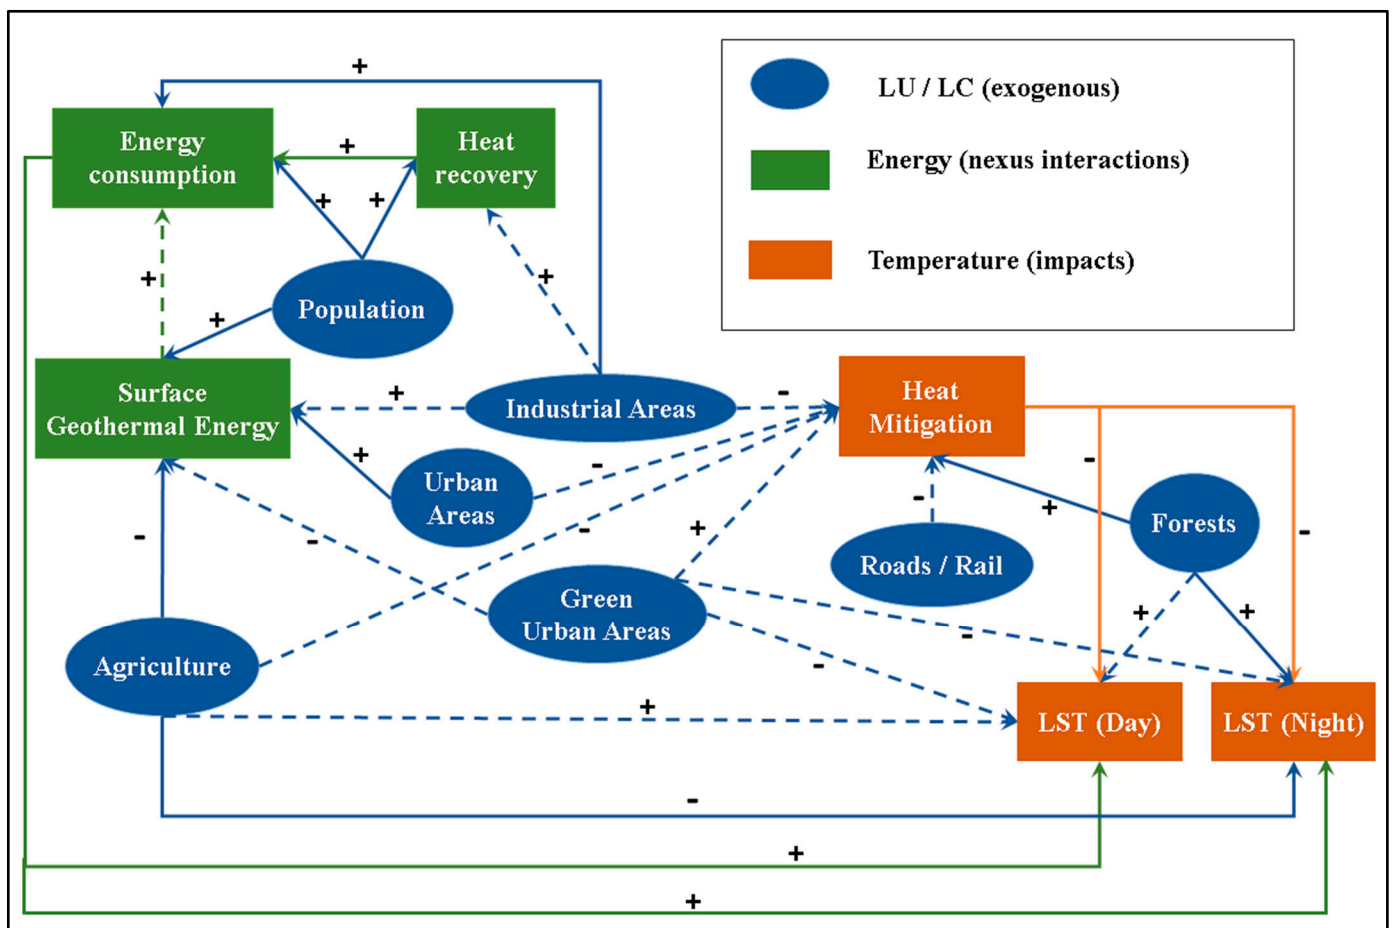 +
LU / LC (exogenous)
Energy
consumption
+
Heat
recovery
Energy (nexus interactions)
+
+
Temperature (impacts)
+
+
Population
+
Surface
Geothermal Energy
+
Industrial Areas
-
Heat
Mitigation
+
Urban
Areas
-
-
-
Forests
-
-
-
+
-
+
Roads / Rail
Green
Urban Areas
+
+
-
Agriculture
-
+
LST (Day)
LST (Night)
-
+
+